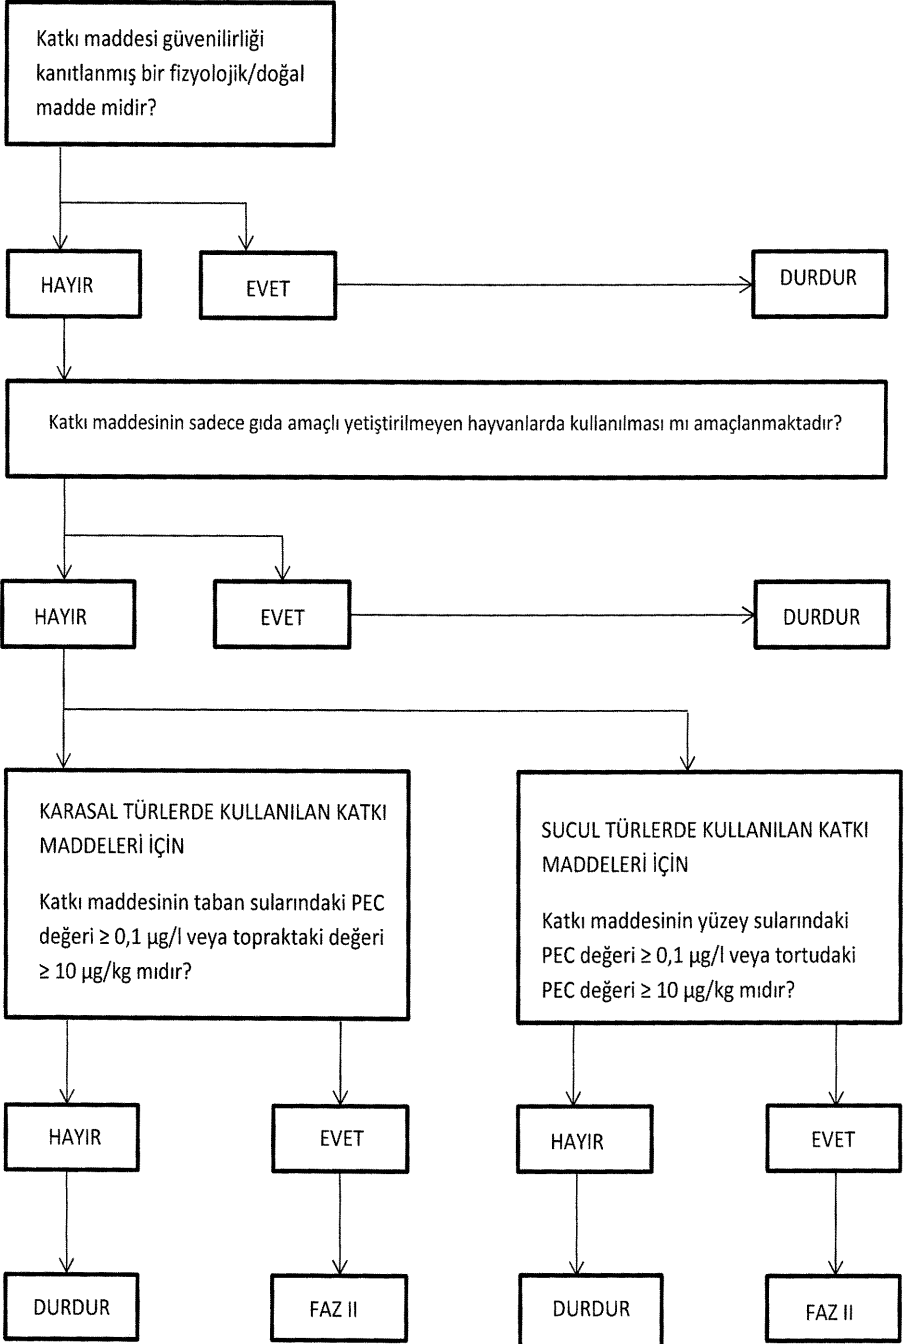 Katkı maddesi güvenilirliği
kanıtlanmış bir fizyolojik/doğal
madde midir?
HAYIR
EVET
DURDUR
Katkı maddesinin sadece gıda amaçlı yetiştirilmeyen hayvanlarda kullanılması mı amaçlanmaktadır?
HAYIR
EVET
DURDUR
KARASAL TÜRLERDE KULLANILAN KATKI
MADDELERİ İÇİN
Katkı maddesinin taban sularındaki PEC
değeri ≥ 0,1 µg/l veya topraktaki değeri
≥ 10 µg/kg mıdır?
SUCUL TÜRLERDE KULLANILAN KATKI
MADDELERİ İÇİN
Katkı maddesinin yüzey sularındaki
PEC değeri ≥ 0,1 µg/l veya tortudaki
PEC değeri ≥ 10 µg/kg mıdır?
HAYIR
EVET
HAYIR
EVET
DURDUR
FAZ II
DURDUR
FAZ II